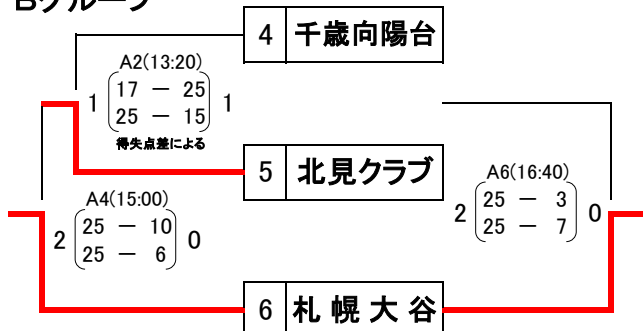 Bグループ
4 千歳向陽台
A2(13:20)
1 17 － 25 1
25 － 15
得失点差による
5 北見クラブ
A6(16:40)
2 25 － 3 0
25 － 7
A4(15:00)
2 25 － 10 0
25 － 6
6 札幌大谷